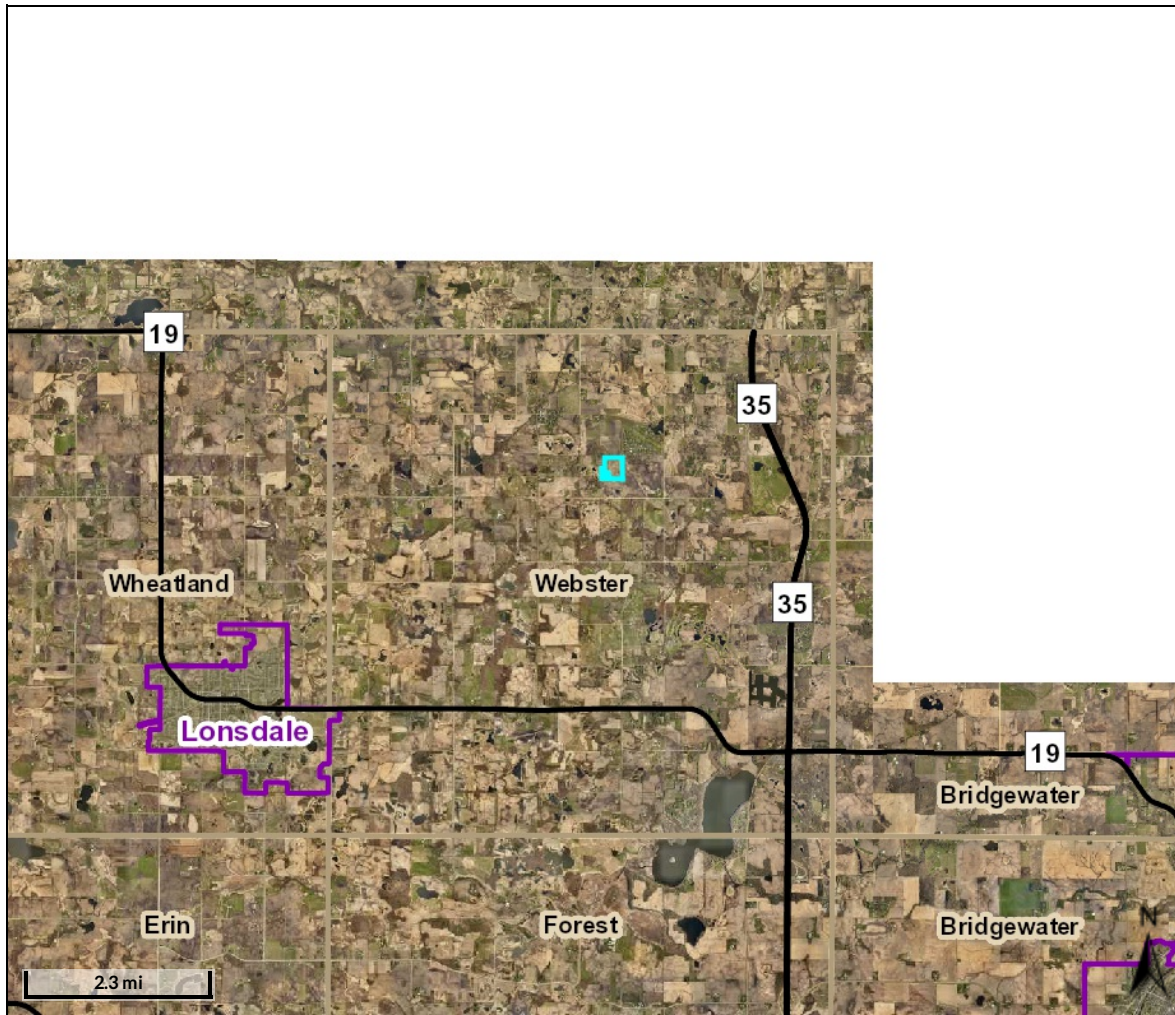 19
35
Wheatland
Webster
35
Lonsdale
19
Bridgewater
Erin
Forest
Bridgewater
N
2.3 mi